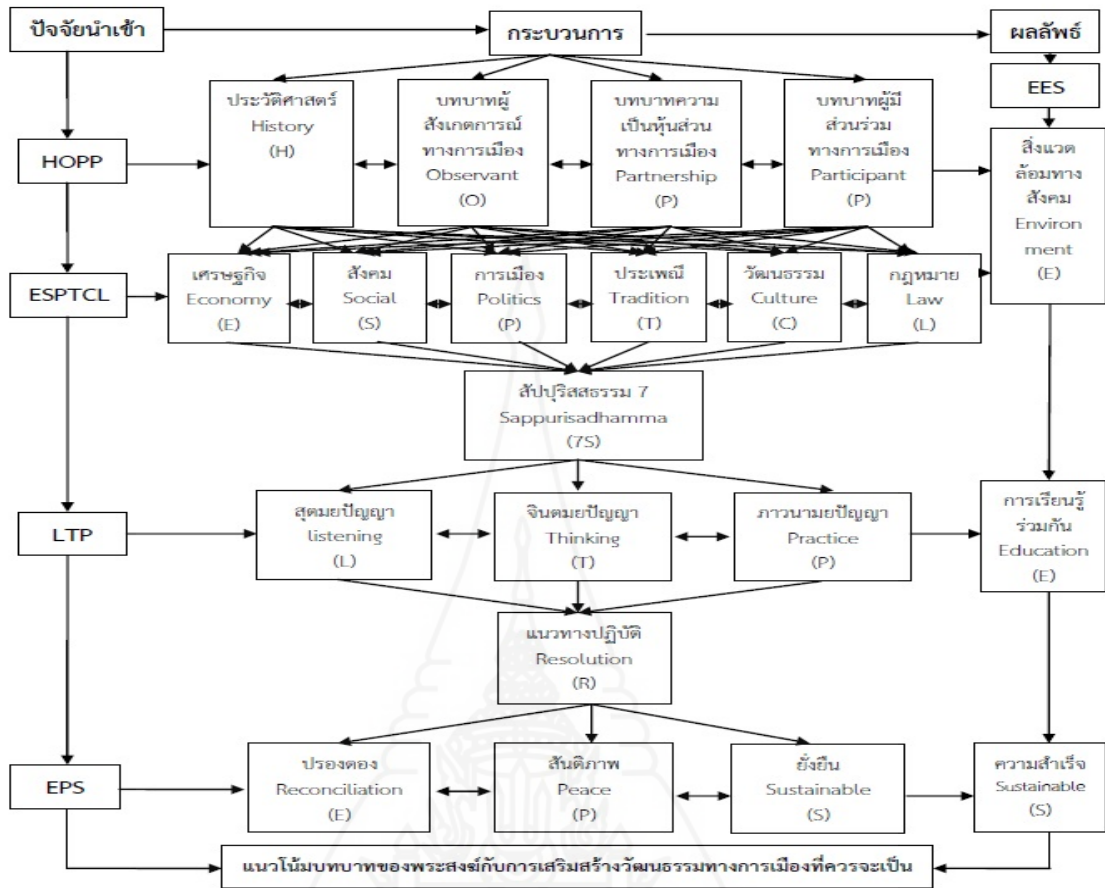 ปัจจัยนำเข้า
กระบวนการ
ผลลัพธ์
EES
HOPP
ประวัติศาสตร์
History
(H)
บทบาทผู้
สังเกตการณ์
ทางการเมือง
Observant
(O)
บทบาทความ
เป็นหุ้นส่วน
ทางการเมือง
Partnership
(P)
บทบาทผู้มี
ส่วนร่วม
ทางการเมือง
Participant
(P)
สิ่งแวด
ล้อมทาง
สังคม
Environ
ment
(E)
ESPTCL
เศรษฐกิจ
Economy
(E)
สังคม
Social
(S)
การเมือง
Politics
(P)
ประเพณี
Tradition
(T)
วัฒนธรรม
Culture
(C)
กฎหมาย
Law
(L)
สัปปุริสสธรรม 7
Sappurisadhamma
(7S)
LTP
สุตมยปัญญา
listening
(L)
จินตมยปัญญา
Thinking
(T)
ภาวนามยปัญญา
Practice
(P)
การเรียนรู้
ร่วมกัน
Education
(E)
แนวทางปฏิบัติ
Resolution
(R)
EPS
ปรองดอง
Reconciliation
(E)
สันติภาพ
Peace
(P)
ยั่งยืน
Sustainable
(S)
ความสำเร็จ
Sustainable
(S)
แนวโน้มบทบาทของพระสงฆ์กับการเสริมสร้างวัฒนธรรมทางการเมืองที่ควรจะเป็น